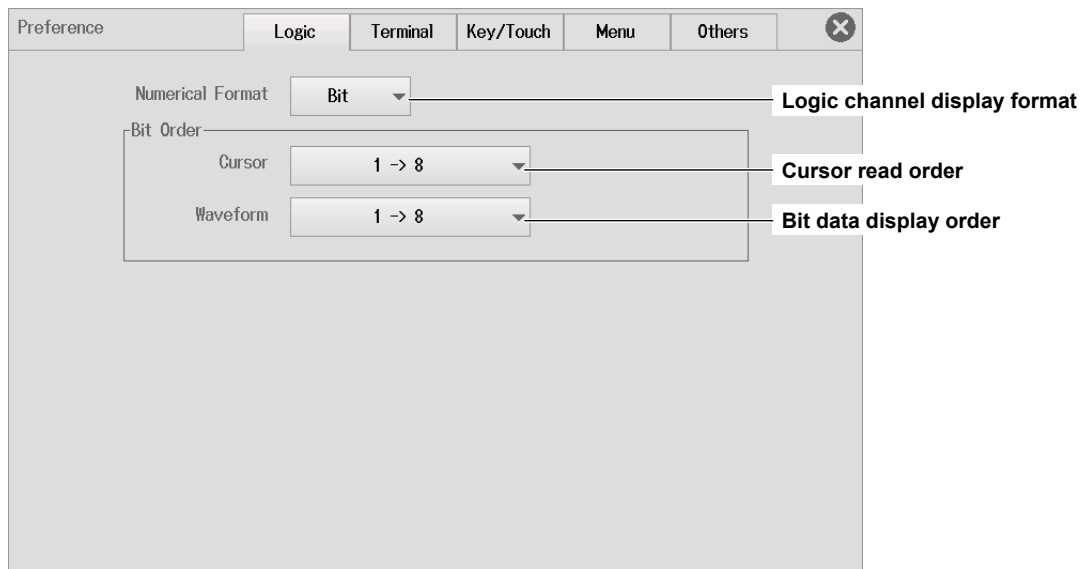 Preference Logic Terminal Key/Touch Menu Others
Numerical Format Bit Logic channel display format
Bit Order
Cursor 1 -> 8 Cursor read order
Waveform 1 -> 8 Bit data display order